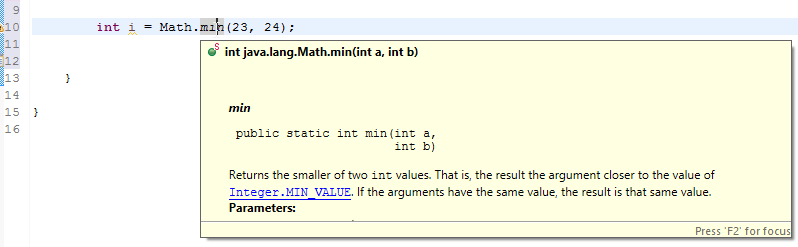 9
10 int i = Math.min(23, 24);
11
12
int java.lang.Math.min(int a, int b)
13 }
14
min
15 }
public static int min(int a,
16
int b)
Returns the smaller of two int values. That is, the result the argument closer to the value of
Integer.MIN_VALUE. If the arguments have the same value, the result is that same value.
Parameters:
Press 'F2' for focus